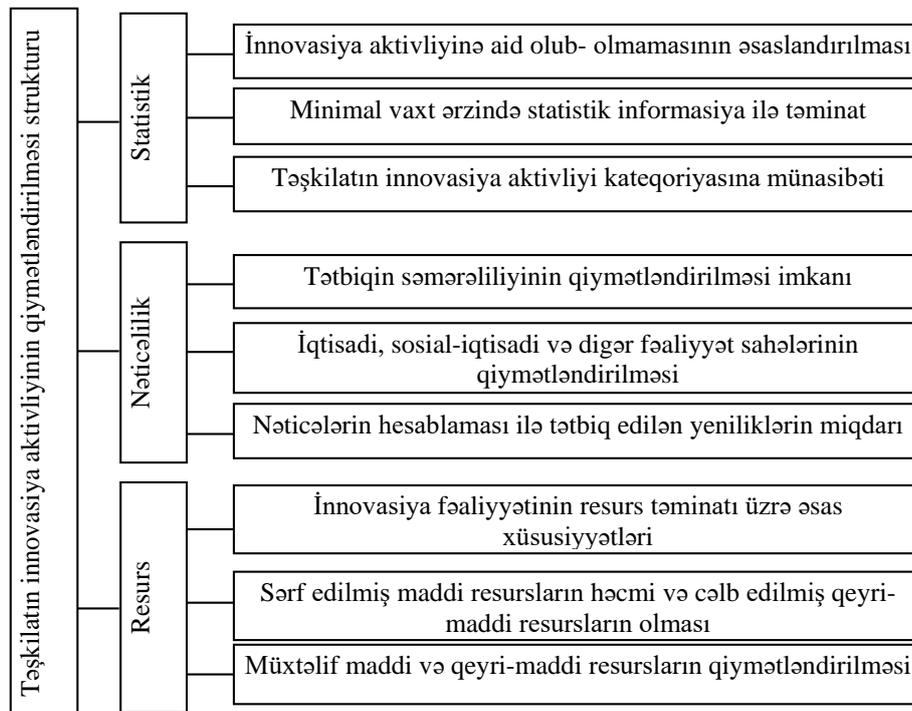 Təşkilatın innovasiya aktivliyinin qiymətləndirilməsi strukturu
Statistik
İnnovasiya aktivliyinə aid olub- olmamasının əsaslandırılması
Minimal vaxt ərzində statistik informasiya ilə təminat
Təşkilatın innovasiya aktivliyi kateqoriyasına münasibəti
Nəticəlilik
Tətbiqin səmərəliliyinin qiymətləndirilməsi imkanı
İqtisadi, sosial-iqtisadi və digər fəaliyyət sahələrinin
qiymətləndirilməsi
Nəticələrin hesablaması ilə tətbiq edilən yeniliklərin miqdarı
Resurs
İnnovasiya fəaliyyətinin resurs təminatı üzrə əsas
xüsusiyyətləri
Sərf edilmiş maddi resursların həcmi və cəlb edilmiş qeyri-
maddi resursların olması
Müxtəlif maddi və qeyri-maddi resursların qiymətləndirilməsi